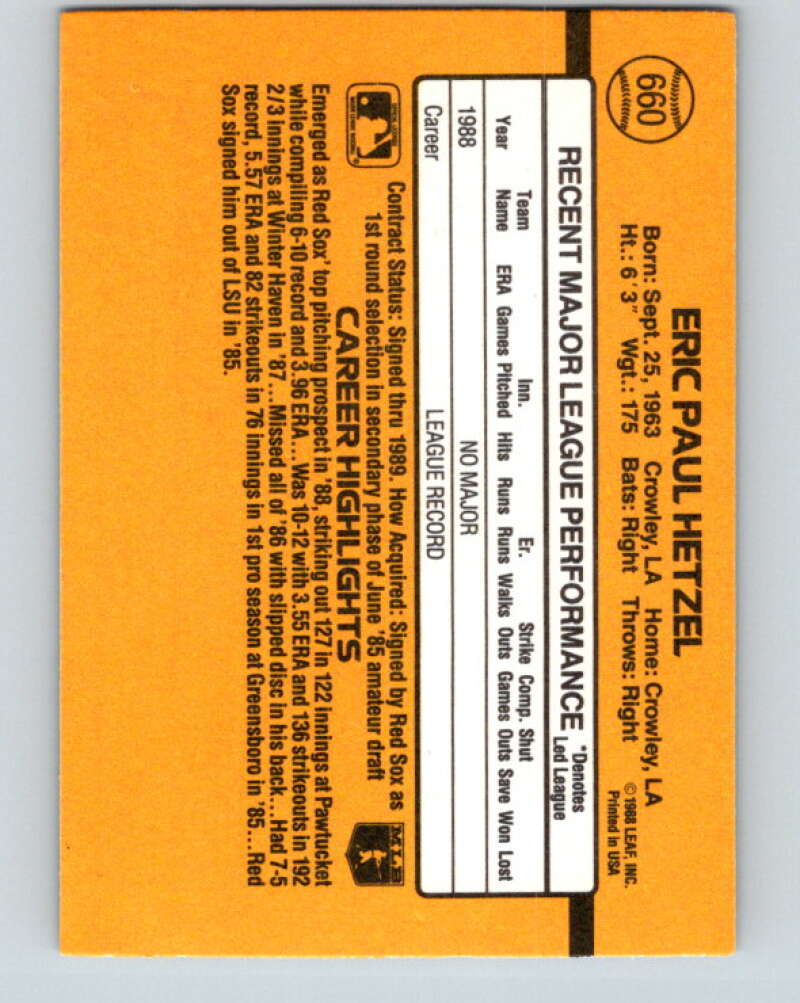 660
ERIC PAUL HETZEL
Born: Sept. 25, 1963 Crowley, LA Home: Crowley, LA
Ht.: 6'3" Wgt.: 175 Bats: Right Throws: Right
© 1988 LEAF, INC.
Printed in USA
RECENT MAJOR LEAGUE PERFORMANCE
*Denotes
Led League
Team Inn. Er. Strike Comp. Shut
Year Name ERA Games Pitched Hits Runs Runs Walks Outs Games Outs Save Won Lost
1988 NO MAJOR
Career LEAGUE RECORD
Contract Status: Signed thru 1989. How Acquired: Signed by Red Sox as
1st round selection in secondary phase of June '85 amateur draft
MLB
CAREER HIGHLIGHTS
Emerged as Red Sox' top pitching prospect in '88, striking out 127 in 122 innings at Pawtucket
while compiling 6-10 record and 3.96 ERA...Was 10-12 with 3.55 ERA and 136 strikeouts in 192
2/3 innings at Winter Haven in '87...Missed all of '86 with slipped disc in his back...Had 7-5
record, 5.57 ERA and 82 strikeouts in 76 innings in 1st pro season at Greensboro in '85...Red
Sox signed him out of LSU in '85.